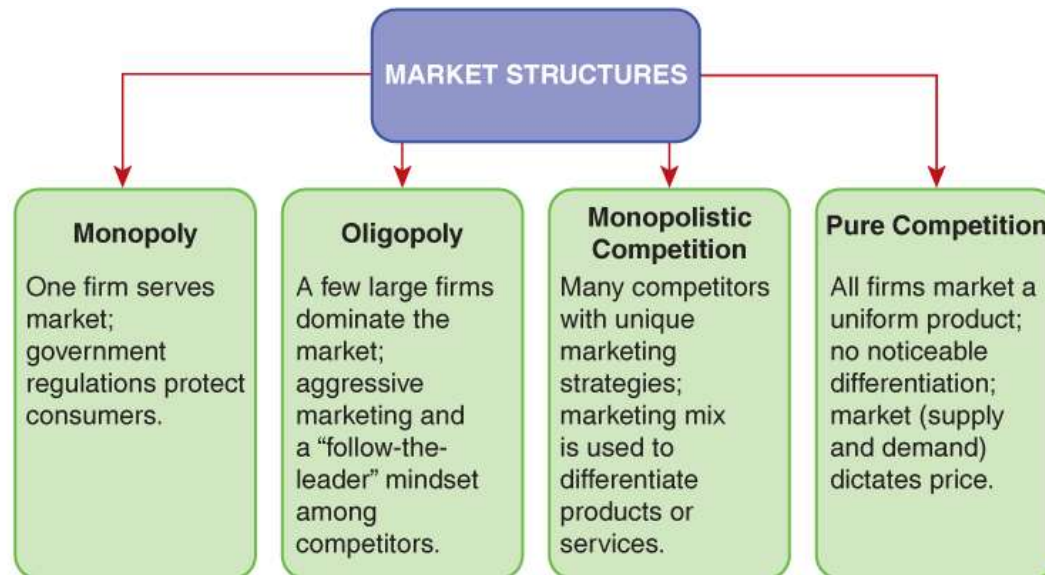 MARKET STRUCTURES
Monopoly
One firm serves
market;
government
regulations protect
consumers.
Oligopoly
A few large firms
dominate the
market;
aggressive
marketing and
a “follow-the-
leader” mindset
among
competitors.
Monopolistic
Competition
Many competitors
with unique
marketing
strategies;
marketing mix
is used to
differentiate
products or
services.
Pure Competition
All firms market a
uniform product;
no noticeable
differentiation;
market (supply
and demand)
dictates price.